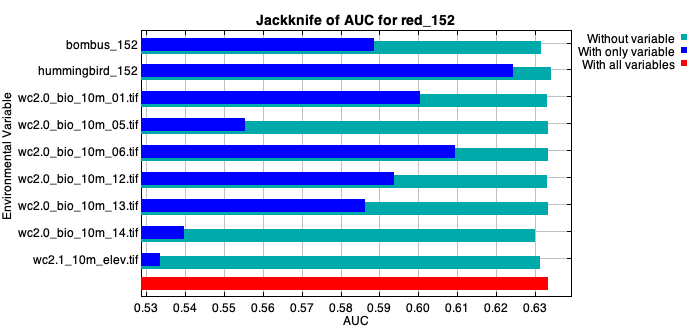 Jackknife of AUC for red_152
Without variable
With only variable
With all variables
Environmental Variable
bombus_152
hummingbird_152
wc2.0_bio_10m_01.tif
wc2.0_bio_10m_05.tif
wc2.0_bio_10m_06.tif
wc2.0_bio_10m_12.tif
wc2.0_bio_10m_13.tif
wc2.0_bio_10m_14.tif
wc2.1_10m_elev.tif
0.53 0.54 0.55 0.56 0.57 0.58 0.59 0.60 0.61 0.62 0.63
AUC